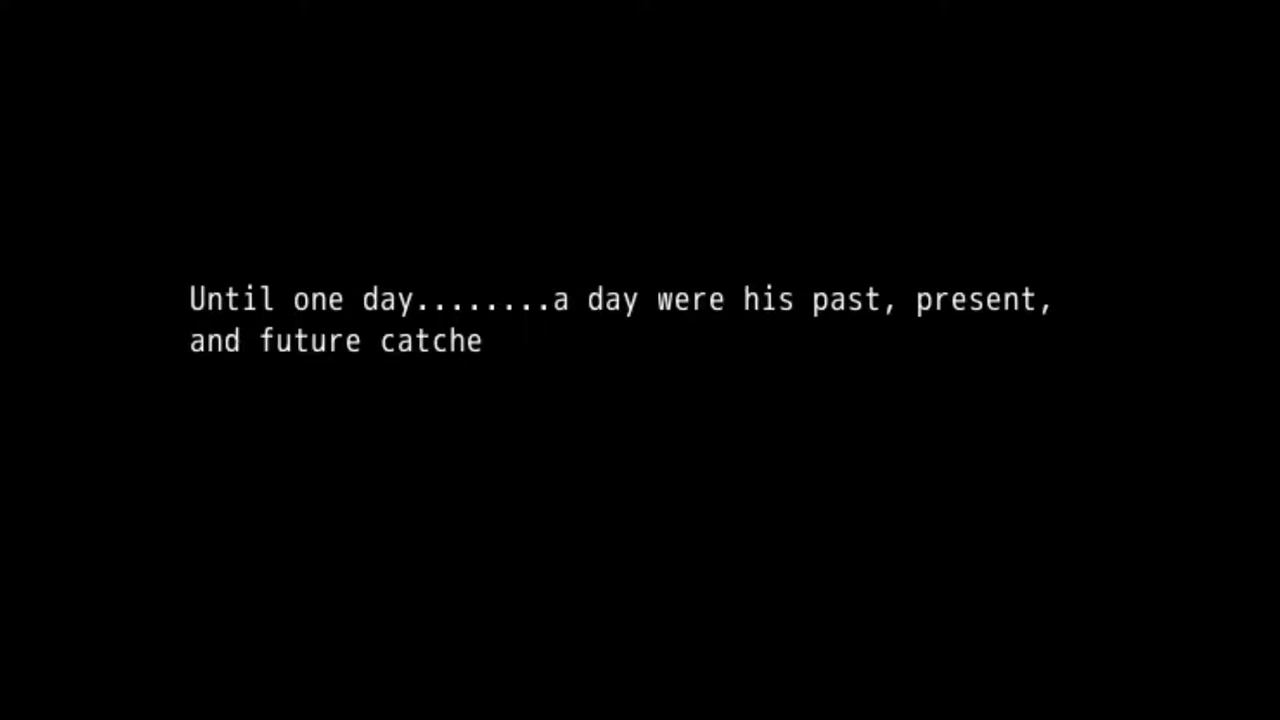 Until one day........a day were his past, present,
and future catche